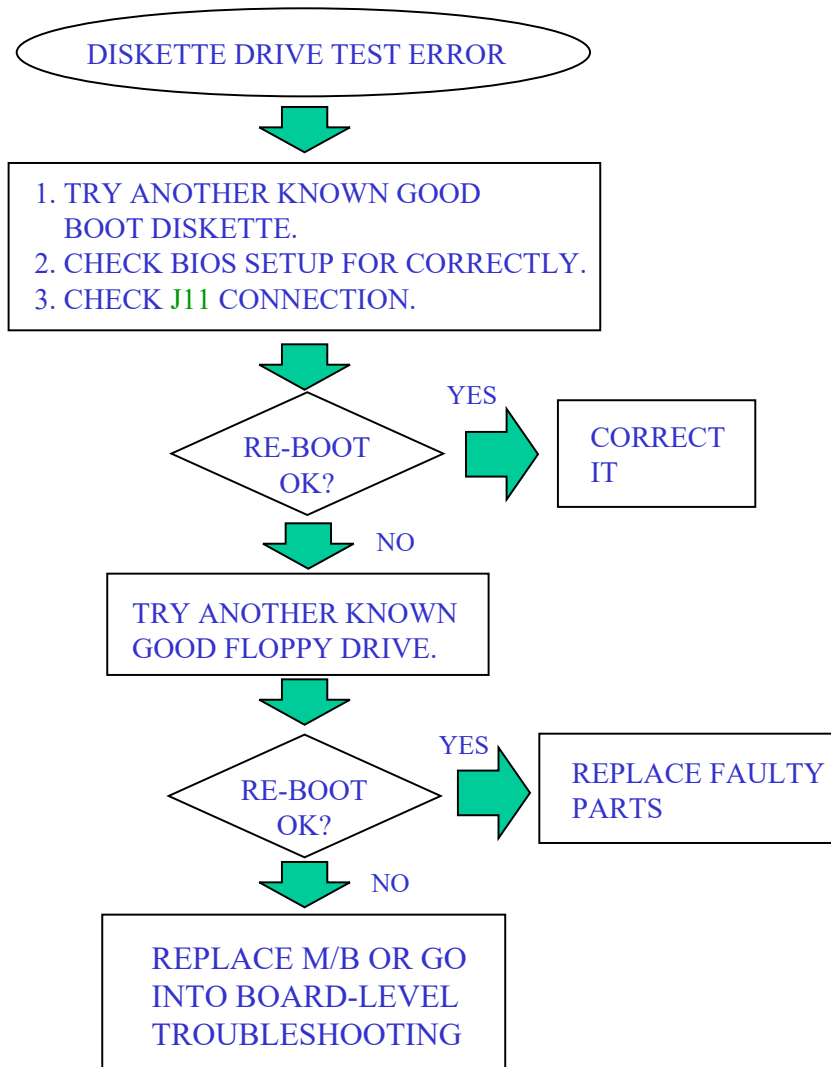 DISKETTE DRIVE TEST ERROR
1. TRY ANOTHER KNOWN GOOD
BOOT DISKETTE.
2. CHECK BIOS SETUP FOR CORRECTLY.
3. CHECK J11 CONNECTION.
RE-BOOT
OK?
YES
CORRECT
IT
NO
TRY ANOTHER KNOWN
GOOD FLOPPY DRIVE.
RE-BOOT
OK?
YES
REPLACE FAULTY
PARTS
NO
REPLACE M/B OR GO
INTO BOARD-LEVEL
TROUBLESHOOTING